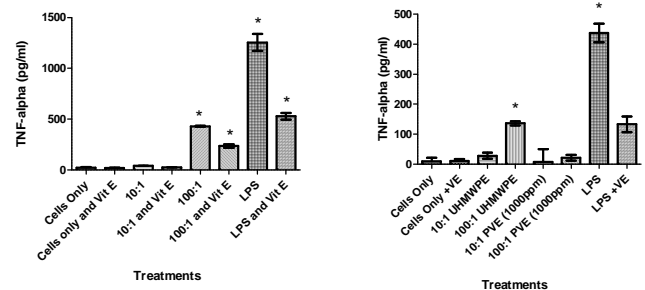 TNF-alpha (pg/ml)
1500
1000
500
0
*
*
*
*
Cells Only
Cells only and Vit E
10:1
10:1 and Vit E
100:1
100:1 and Vit E
LPS
LPS and Vit E
Treatments
TNF-alpha (pg/ml)
500
400
300
200
100
0
*
*
Cells Only
Cells Only +VE
10:1 UHMWPE
100:1 UHMWPE
10:1 PVE (1000ppm)
100:1 PVE (1000ppm)
LPS
LPS +VE
Treatments